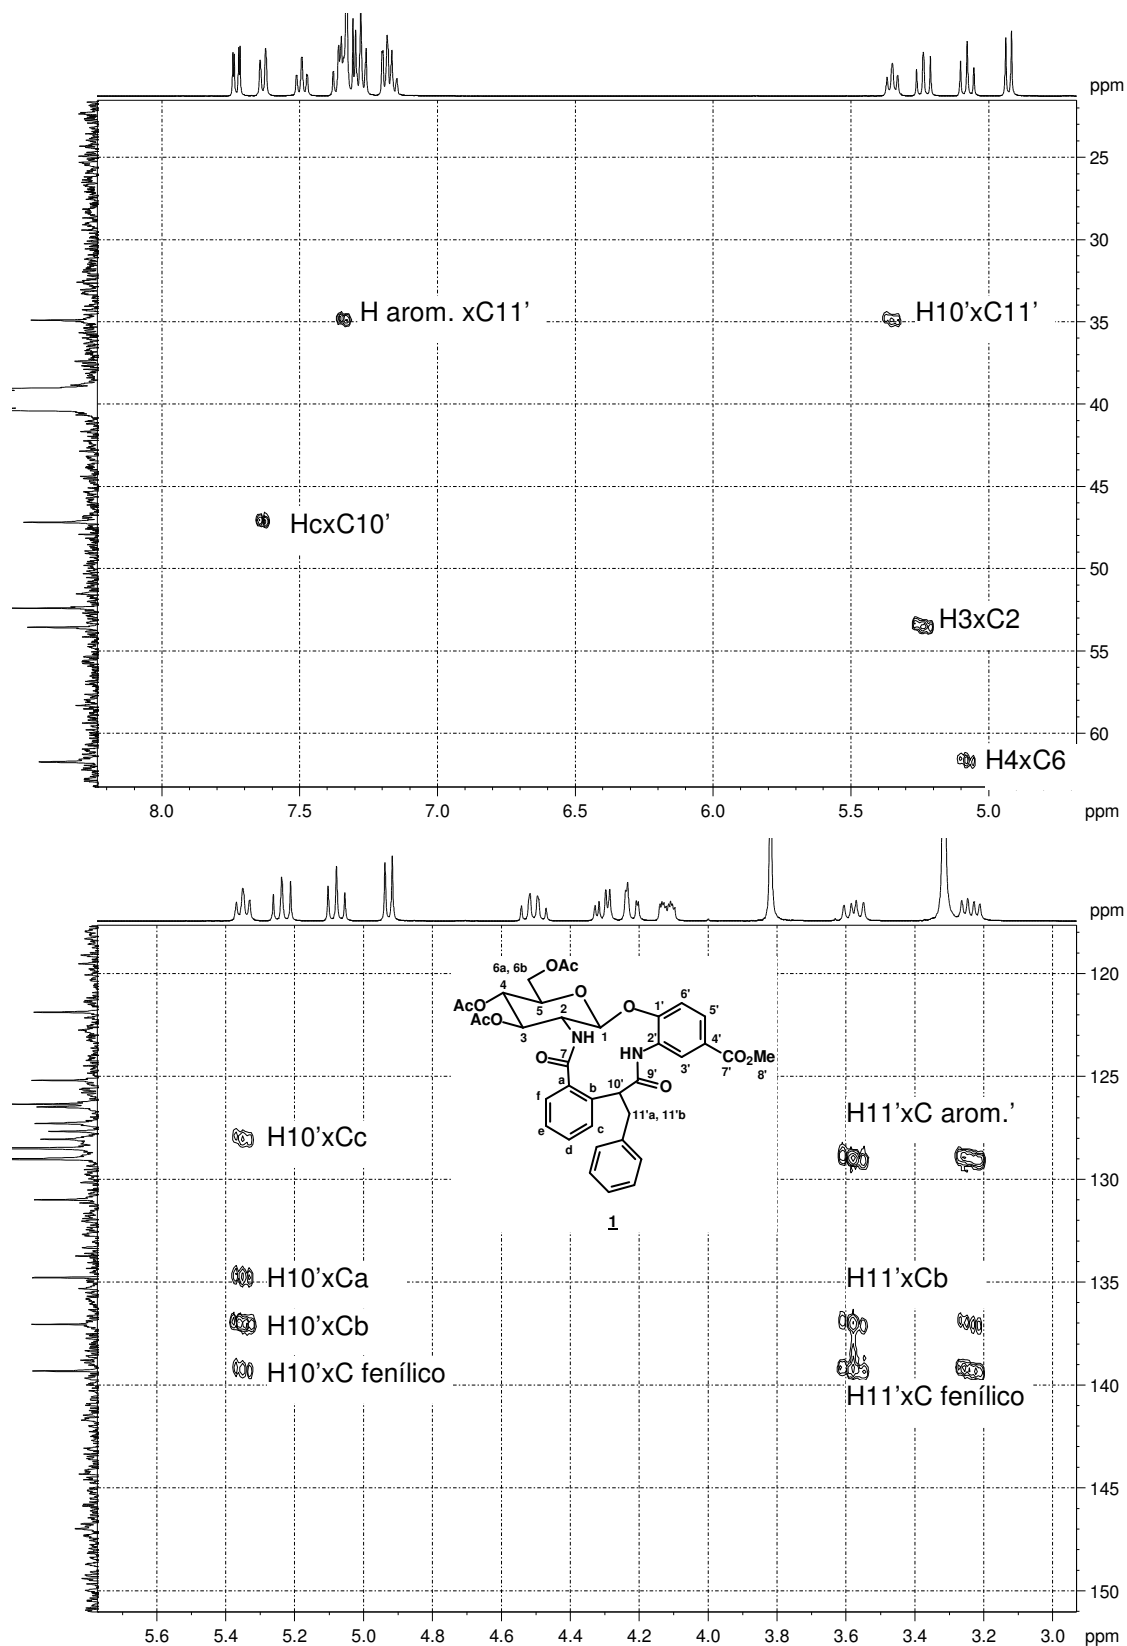 ppm
25
30
H arom. xC11'
H10'xC11'
35
40
45
HcxC10'
50
H3xC2
55
60
H4xC6
8.0 7.5 7.0 6.5 6.0 5.5 5.0 ppm
ppm
120
6a, 6b OAc
4 O O 1' 6' 5'
AcO 5 2
AcO 3 NH 1 2' 4'
7 HN 3' CO₂Me
O 9' 7' 8'
a b 10' O
f
e c 11'a, 11'b
d
1
125
H11'xC arom.'
H10'xCc
130
H10'xCa H11'xCb
135
H10'xCb
H10'xC fenílico
H11'xC fenílico
140
145
150
5.6 5.4 5.2 5.0 4.8 4.6 4.4 4.2 4.0 3.8 3.6 3.4 3.2 3.0 ppm